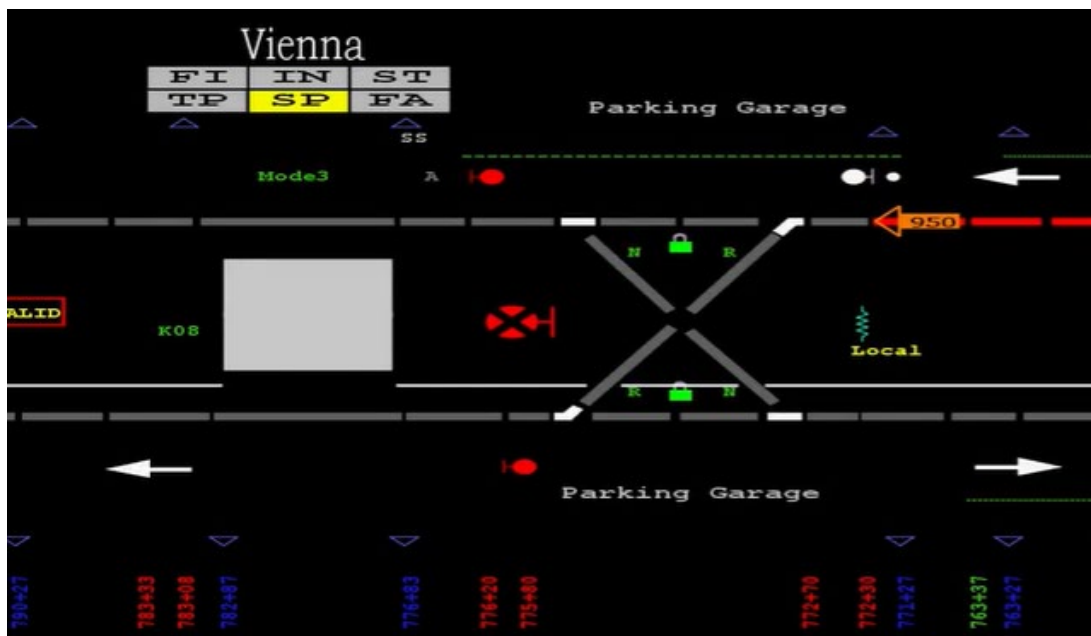 Vienna
FI IN ST
TP SP FA
Parking Garage
SS
Mode3
A
950
N
R
ALID
K08
Local
R
N
Parking Garage
790+27
783+33
783+08
782+87
776+83
776+20
775+80
772+70
772+30
771+27
763+37
763+27